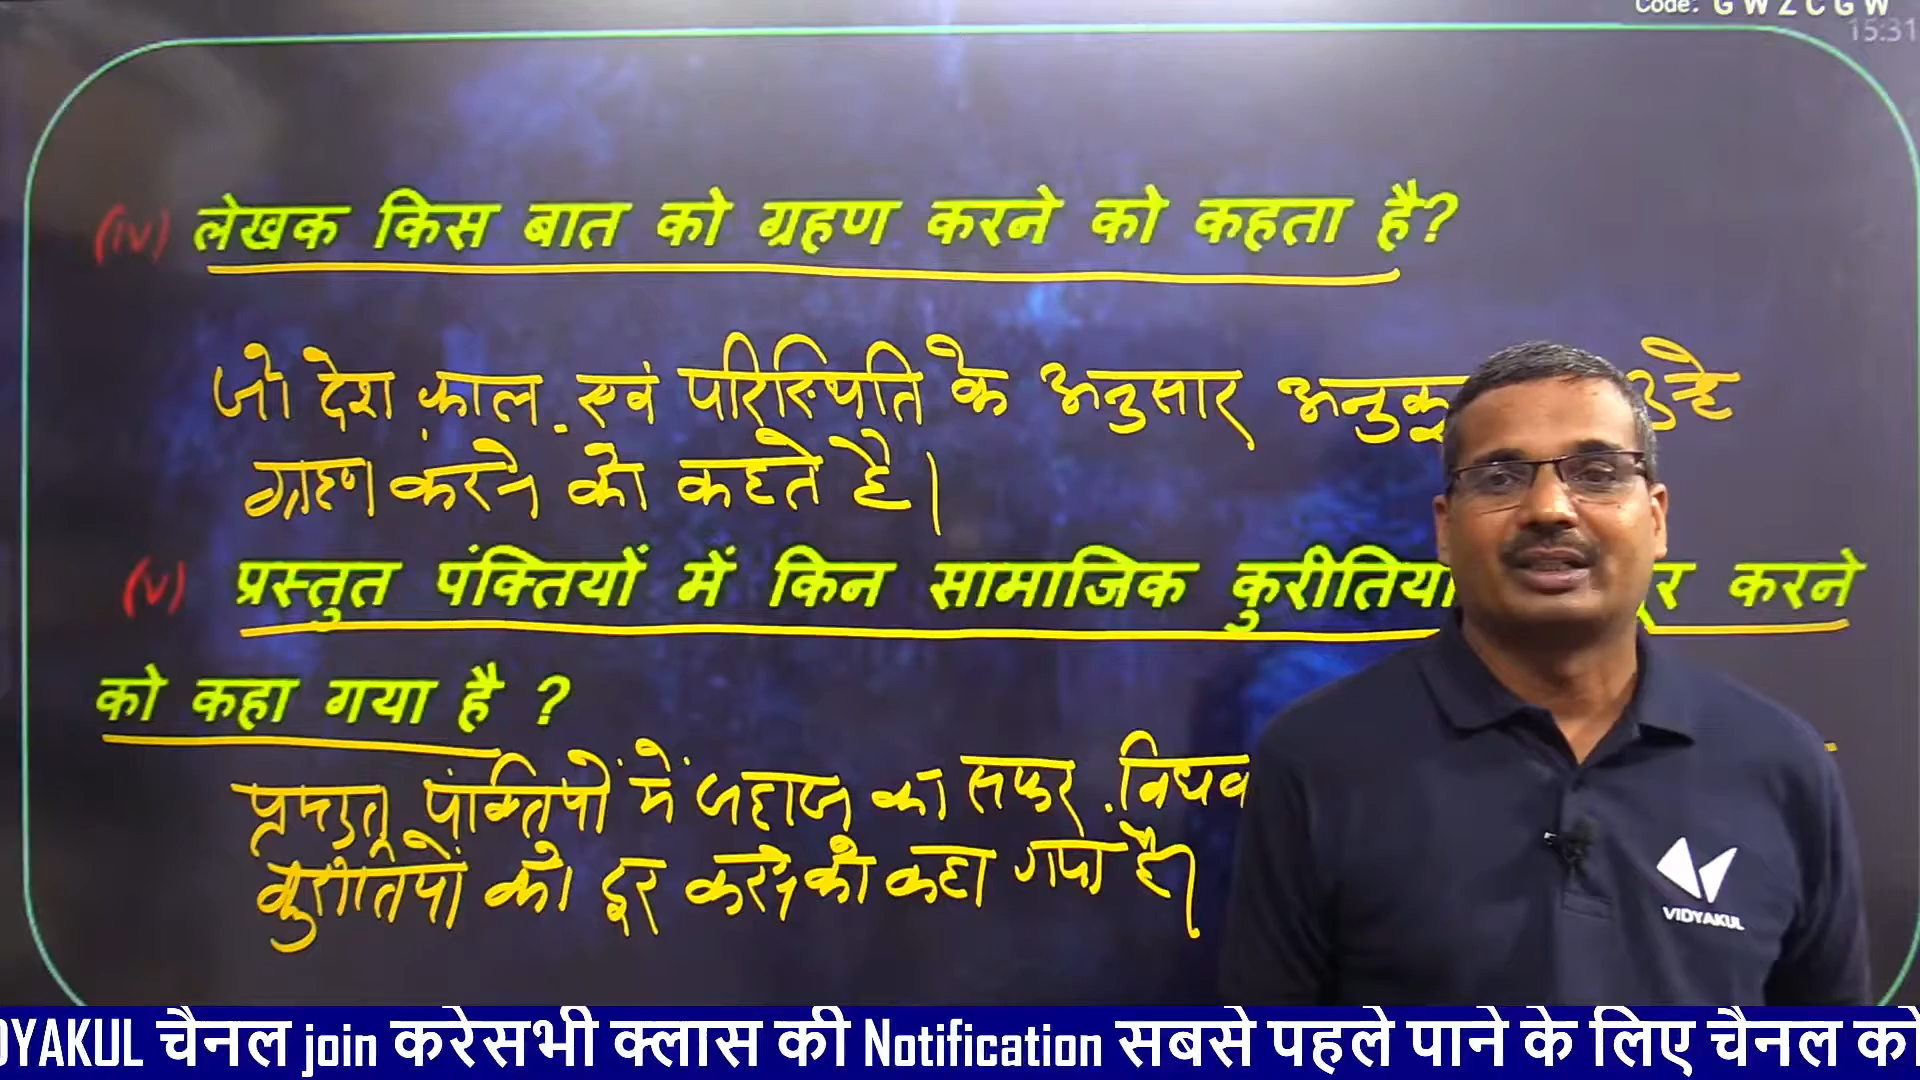 Code: G W Z C G W
15:31
(iv) लेखक किस बात को ग्रहण करने को कहता है?
जो देश काल एवं परिस्थिति के अनुसार
ग्रहण करने को कहते है।
(v) प्रस्तुत पंक्तियों में किन सामाजिक करने
को कहा गया है ?
प्रस्तुत पंक्तियों में जहाज का सफर
कुरीतियों को दूर करने को कहा गया है।
VIDYAKUL
चैनल join करेसभी क्लास की Notification सबसे पहले पाने के लिए चैनल को